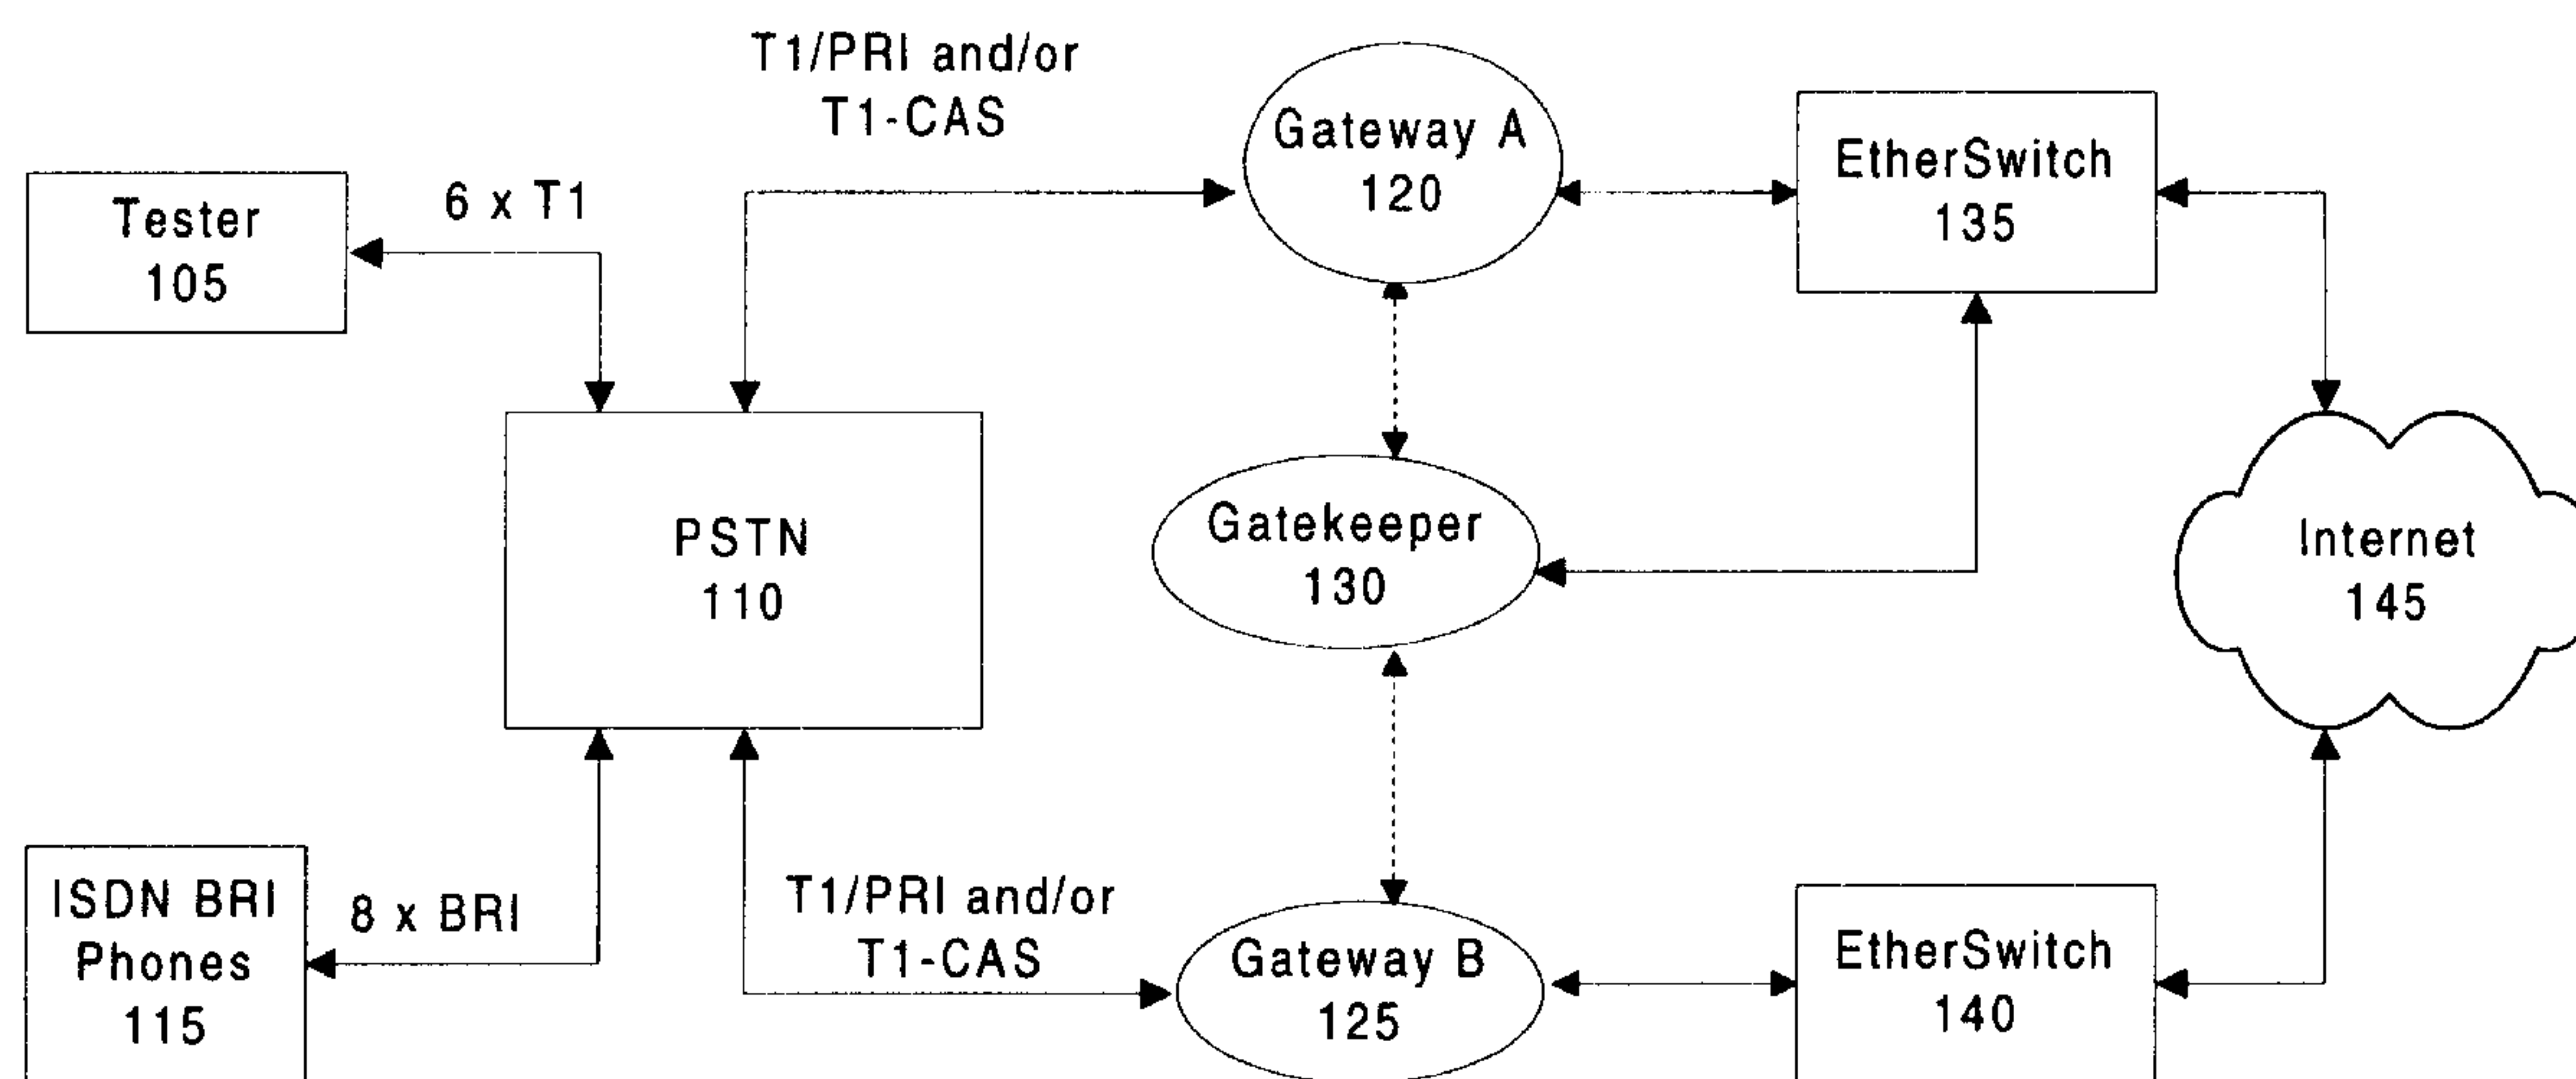 T1/PRI and/or
T1-CAS
Gateway A
120
EtherSwitch
135
Tester
105
6 x T1
PSTN
110
Gatekeeper
130
Internet
145
ISDN BRI
Phones
115
8 x BRI
T1/PRI and/or
T1-CAS
Gateway B
125
EtherSwitch
140